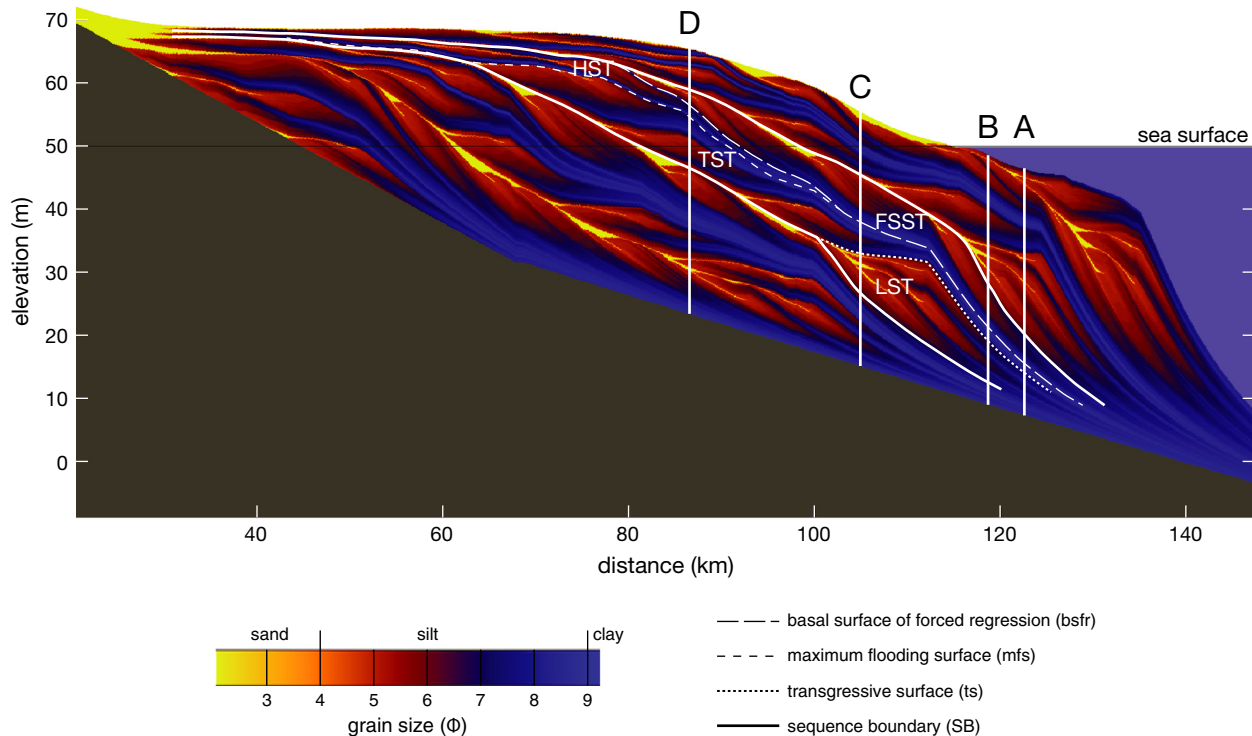 D
C
B
A
sea surface
70
60
50
40
30
20
10
0
elevation (m)
HST
TST
FSST
LST
40
60
80
100
120
140
distance (km)
sand
silt
clay
3
4
5
6
7
8
9
grain size (Φ)
basal surface of forced regression (bsfr)
maximum flooding surface (mfs)
transgressive surface (ts)
sequence boundary (SB)